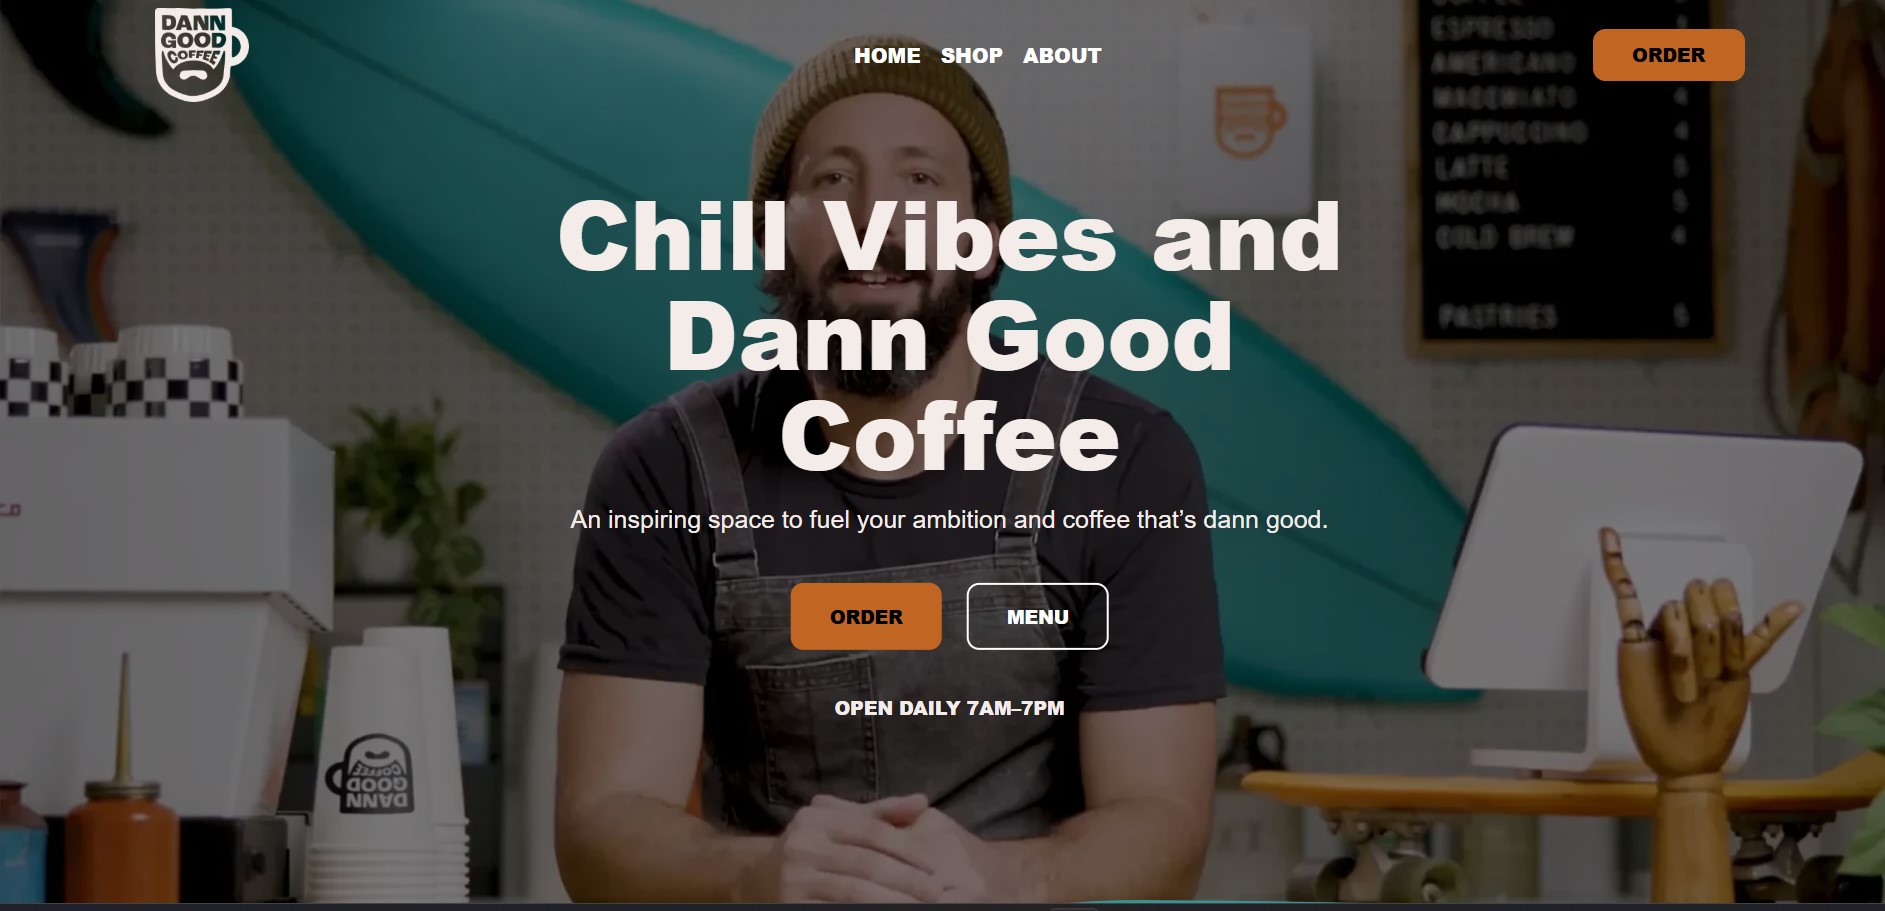 DANN
GOOD
COFFEE
HOME SHOP ABOUT
ORDER
ESPRESSO
AMERICANO
MACCHIATO 4
CAPPUCCINO 4
LATTE 5
MOCHA 5
COLD BREW 4
PASTRIES 5
Chill Vibes and
Dann Good
Coffee
An inspiring space to fuel your ambition and coffee that’s dann good.
ORDER MENU
OPEN DAILY 7AM–7PM
DANN
GOOD
COFFEE